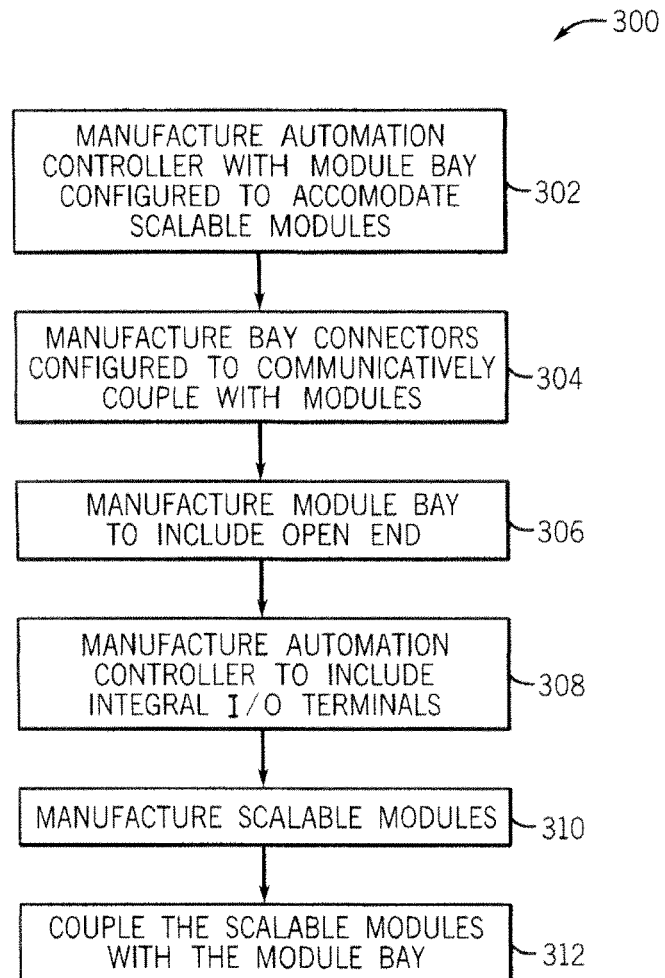 300
MANUFACTURE AUTOMATION
CONTROLLER WITH MODULE BAY
CONFIGURED TO ACCOMODATE
SCALABLE MODULES
302
MANUFACTURE BAY CONNECTORS
CONFIGURED TO COMMUNICATIVELY
COUPLE WITH MODULES
304
MANUFACTURE MODULE BAY
TO INCLUDE OPEN END
306
MANUFACTURE AUTOMATION
CONTROLLER TO INCLUDE
INTEGRAL I/O TERMINALS
308
MANUFACTURE SCALABLE MODULES
310
COUPLE THE SCALABLE MODULES
WITH THE MODULE BAY
312